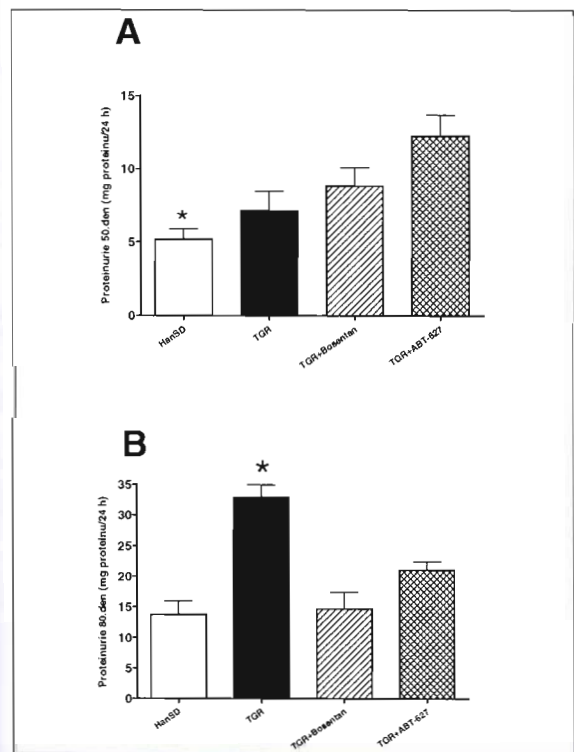 A
Proteinurie 50.den (mg proteinu/24 h)
15
10
5
0
*
HanSD
TGR
TGR+Bosentan
TGR+ABT-627
B
Proteinurie 80.den (mg proteinu/24 h)
35
30
25
20
15
10
5
0
*
HanSD
TGR
TGR+Bosentan
TGR+ABT-627